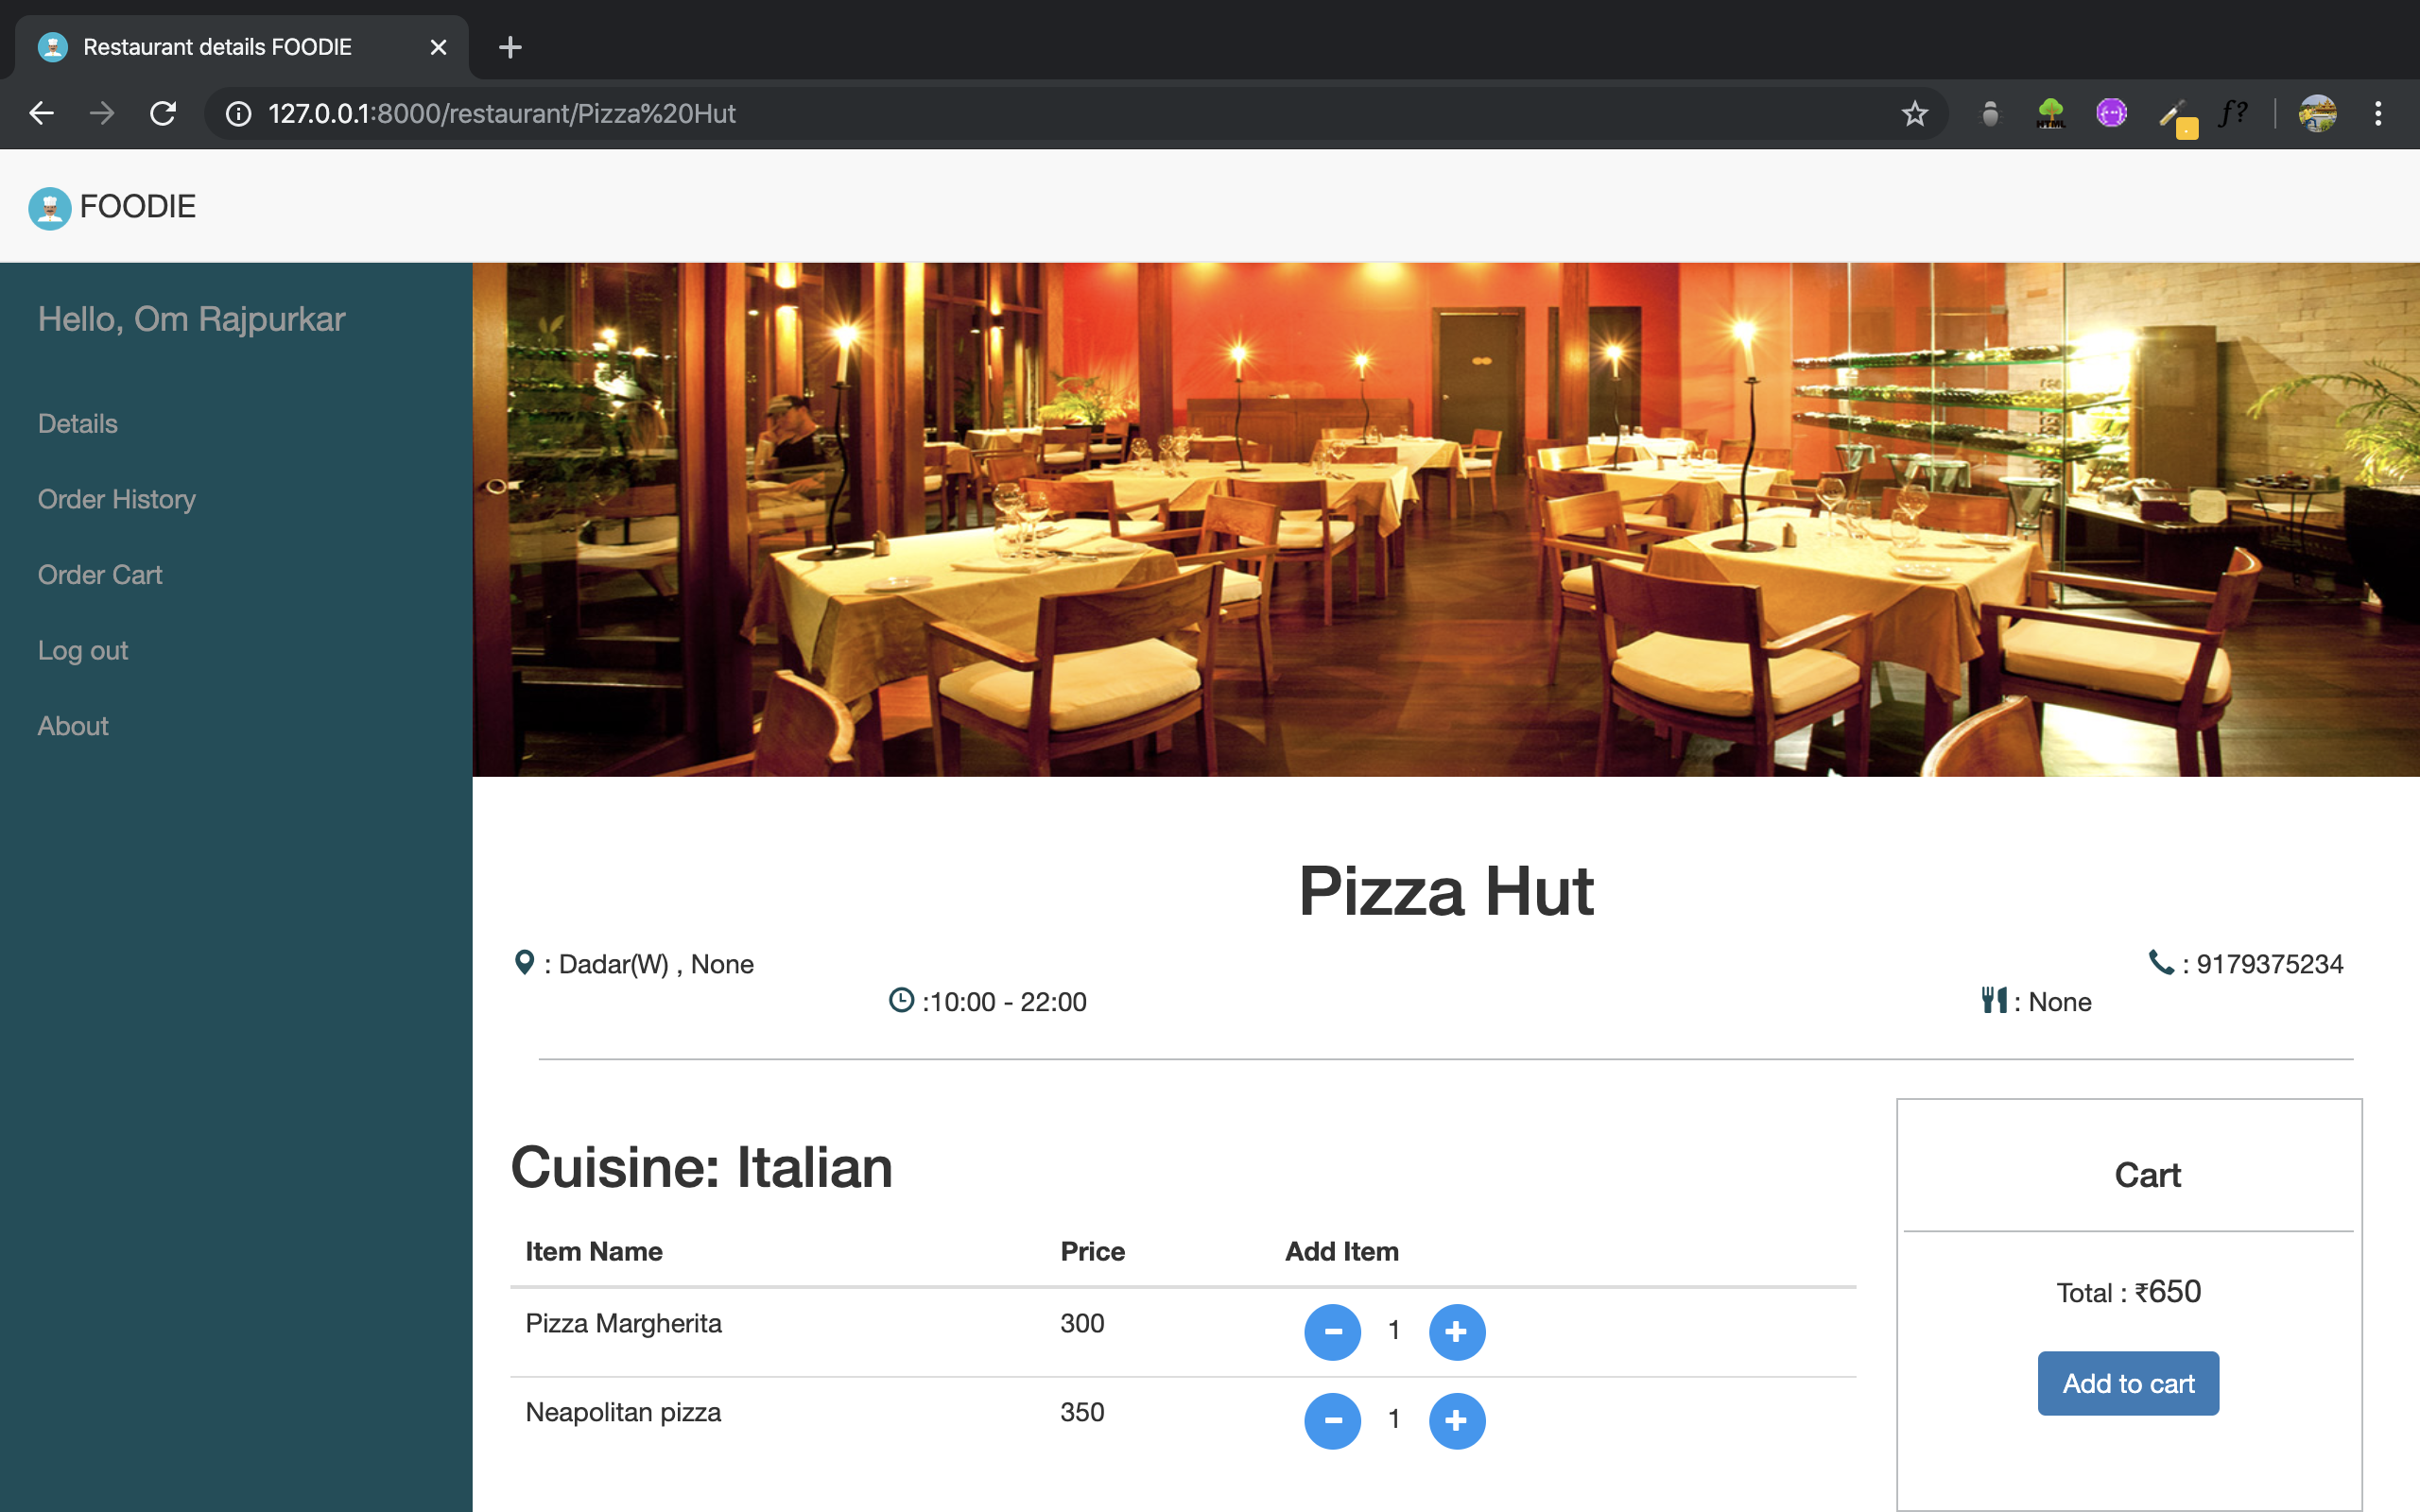 Restaurant details FOODIE
127.0.0.1:8000/restaurant/Pizza%20Hut
HTML
f?
FOODIE
Hello, Om Rajpurkar
Details
Order History
Order Cart
Log out
About
Pizza Hut
: Dadar(W) , None
: 9179375234
:10:00 - 22:00
: None
Cuisine: Italian
Item Name Price Add Item
Pizza Margherita 300 1
Neapolitan pizza 350 1
Cart
Total : ₹650
Add to cart